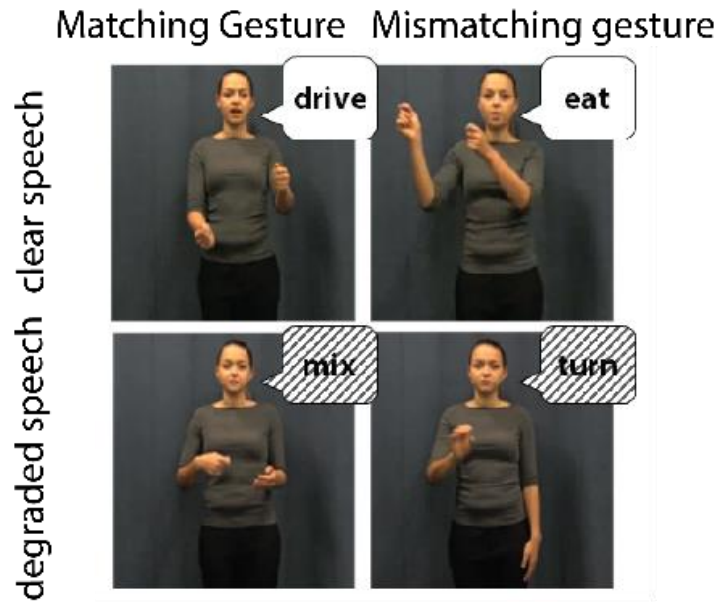 Matching Gesture Mismatching gesture
clear speech
drive
eat
degraded speech
mix
turn